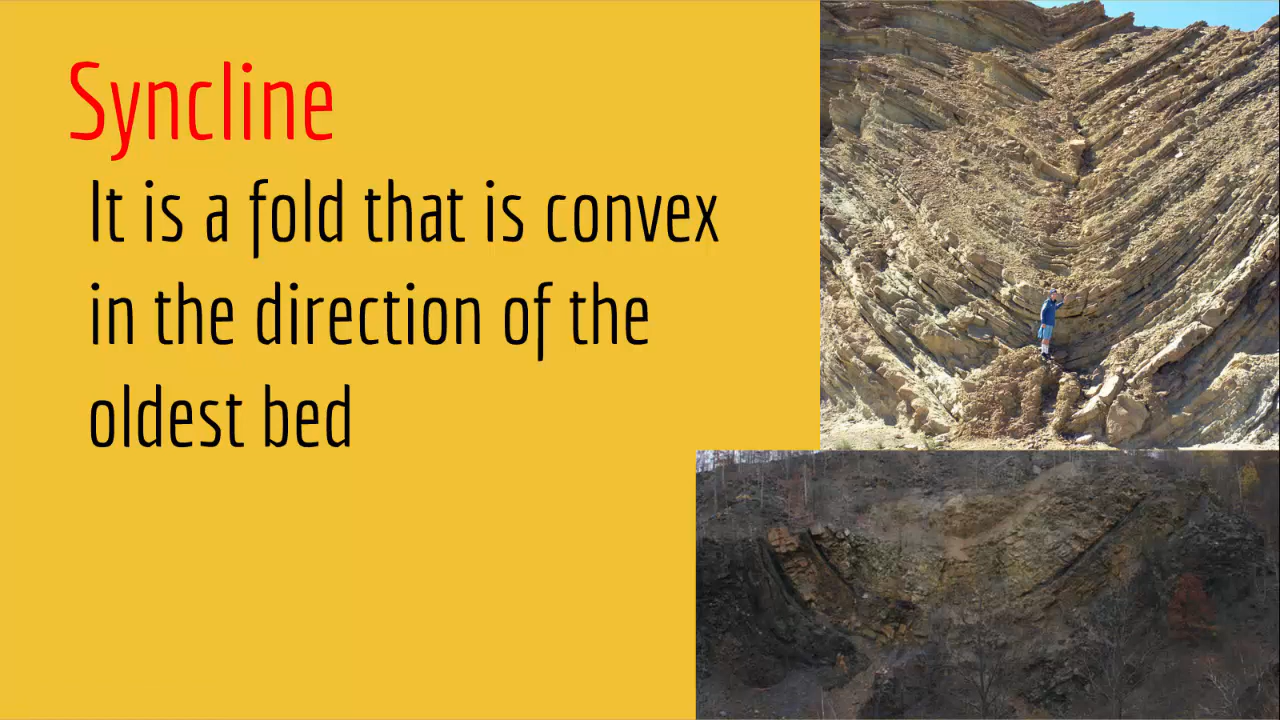 Syncline
It is a fold that is convex
in the direction of the
oldest bed